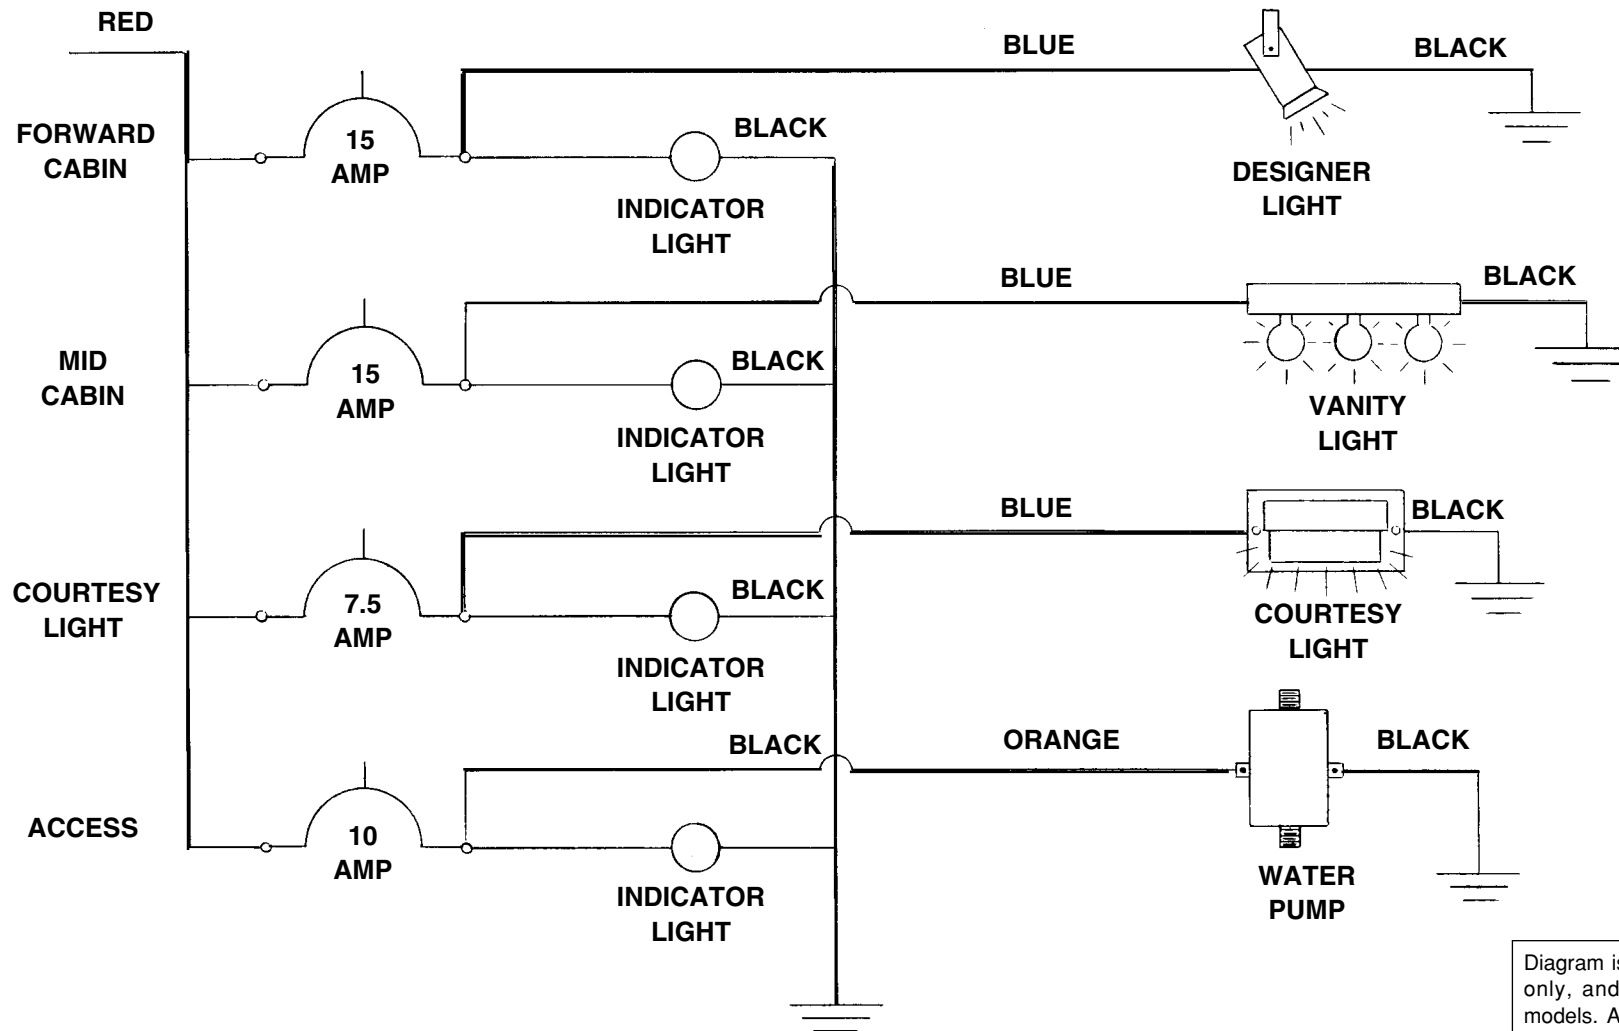 RED
BLUE
BLACK
FORWARD
CABIN
15
AMP
BLACK
INDICATOR
LIGHT
DESIGNER
LIGHT
BLUE
BLACK
MID
CABIN
15
AMP
BLACK
INDICATOR
LIGHT
VANITY
LIGHT
BLUE
BLACK
COURTESY
LIGHT
7.5
AMP
BLACK
INDICATOR
LIGHT
COURTESY
LIGHT
BLACK
ORANGE
BLACK
ACCESS
10
AMP
INDICATOR
LIGHT
WATER
PUMP
Diagram is
only, and
models. A